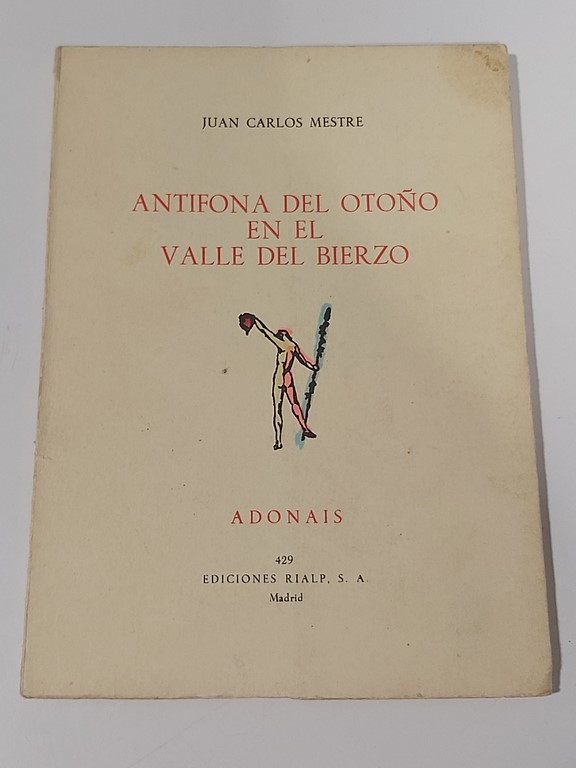 JUAN CARLOS MESTRE
ANTIFONA DEL OTOÑO
EN EL
VALLE DEL BIERZO
ADONAIS
429
EDICIONES RIALP, S. A.
Madrid